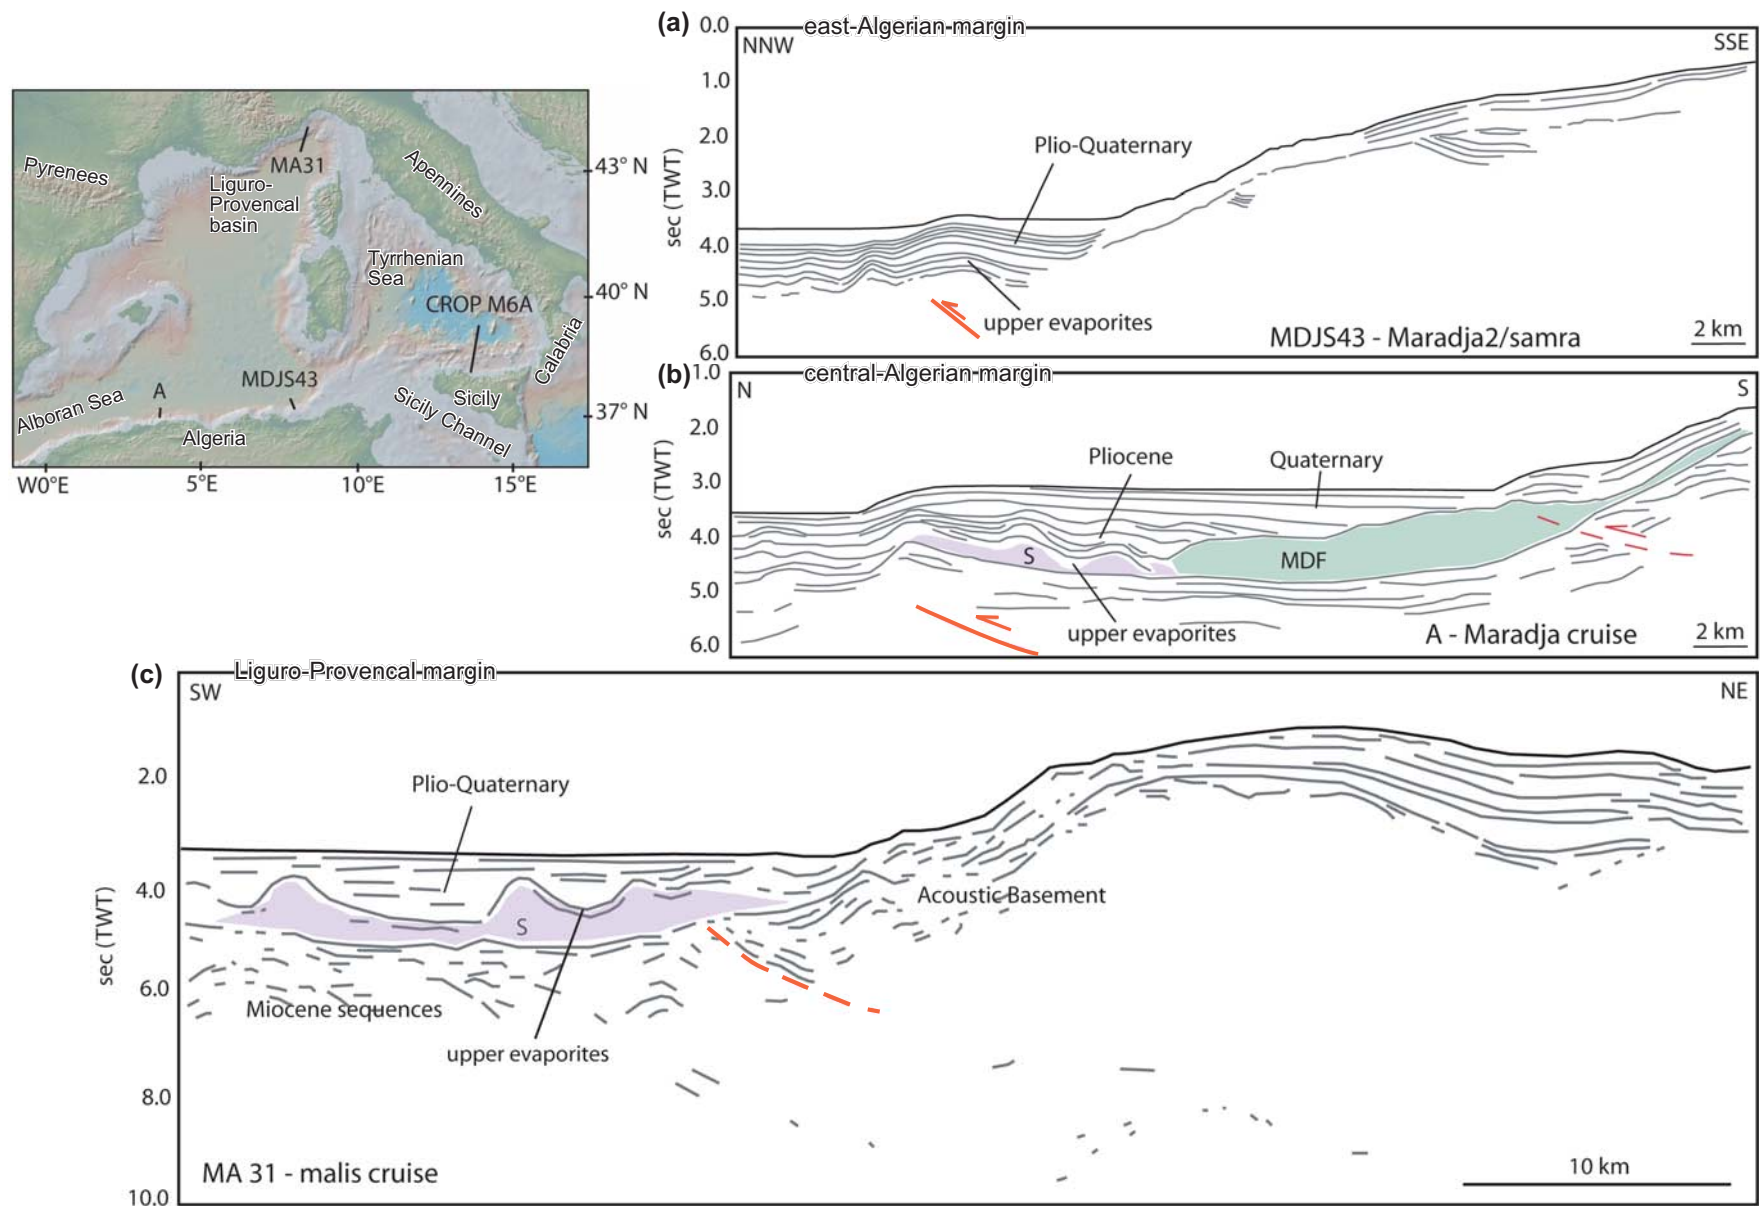 Pyrenees
MA31
Liguro-
Provencal
basin
Apennines
43° N
Tyrrhenian
Sea
CROP M6A
40° N
Calabria
MDJS43
A
Alboran Sea
Algeria
Sicily
Sicily Channel
37° N
W0°E
5°E
10°E
15°E
(a)
east-Algerian-margin
NNW
SSE
0.0
1.0
2.0
3.0
4.0
5.0
6.0
sec (TWT)
Plio-Quaternary
upper evaporites
MDJS43 - Maradja2/samra
2 km
(b)
central-Algerian-margin
N
S
1.0
2.0
3.0
4.0
5.0
6.0
sec (TWT)
Pliocene
Quaternary
S
MDF
upper evaporites
A - Maradja cruise
2 km
(c)
Liguro-Provencal margin
SW
NE
2.0
4.0
6.0
8.0
10.0
sec (TWT)
Plio-Quaternary
S
Acoustic Basement
Miocene sequences
upper evaporites
MA 31 - malis cruise
10 km